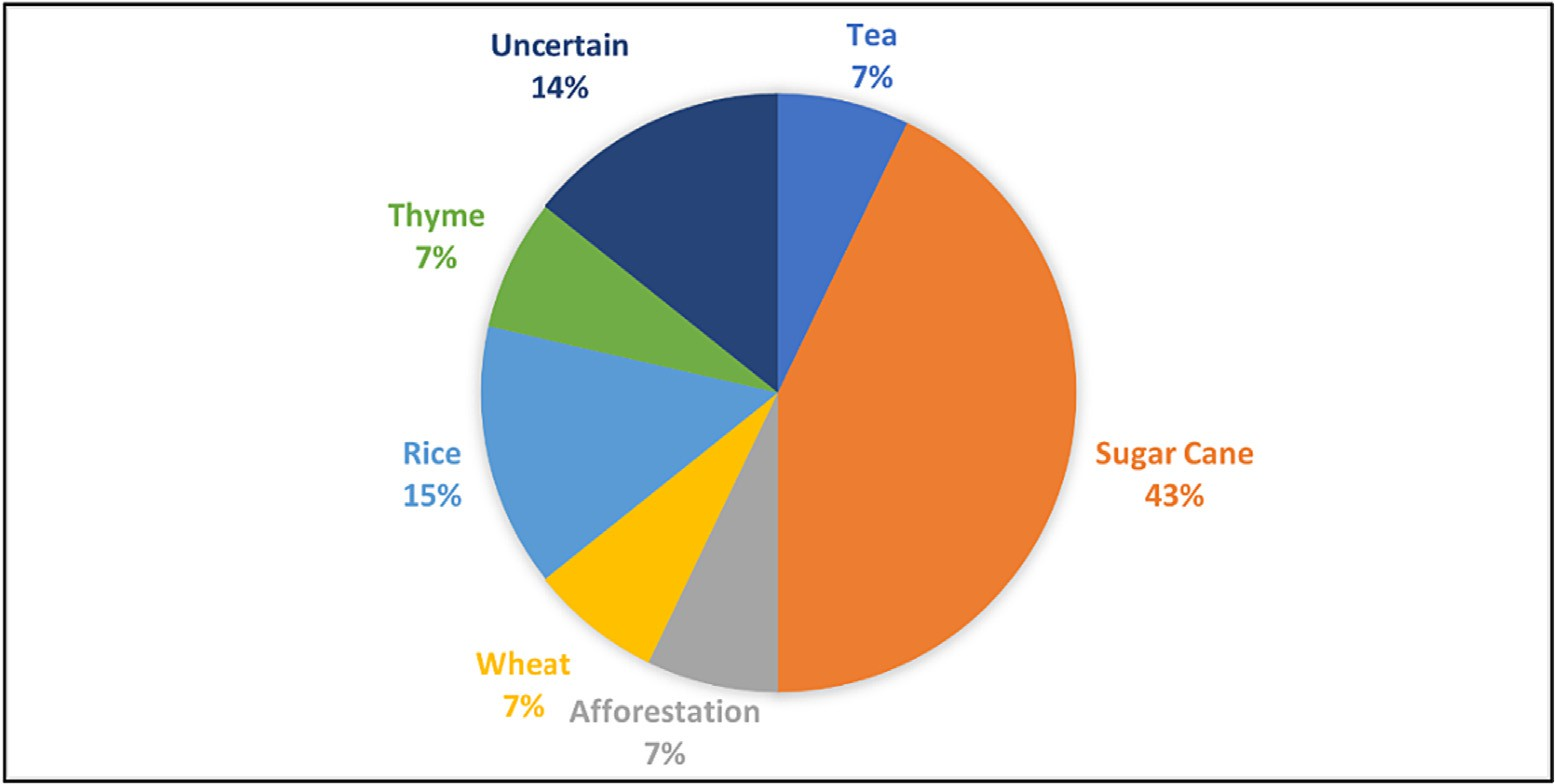 Uncertain
14%
Tea
7%
Thyme
7%
Rice
15%
Sugar Cane
43%
Wheat
7%
Afforestation
7%